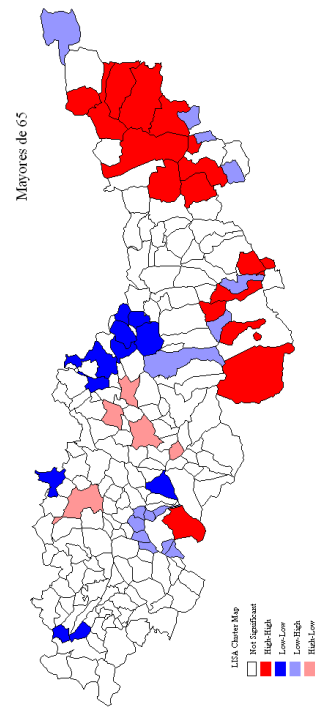 Mayores de 65
LISA Cluster Map
Not Significant
High-High
Low-Low
Low-High
High-Low